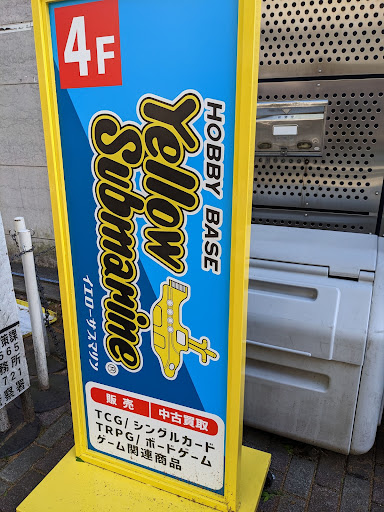 4F
HOBBY BASE
Yellow
Submarine®
イエローサブマリン
販売 中古買取
TCG/シングルカード
TRPG/ボードゲーム
ゲーム関連商品